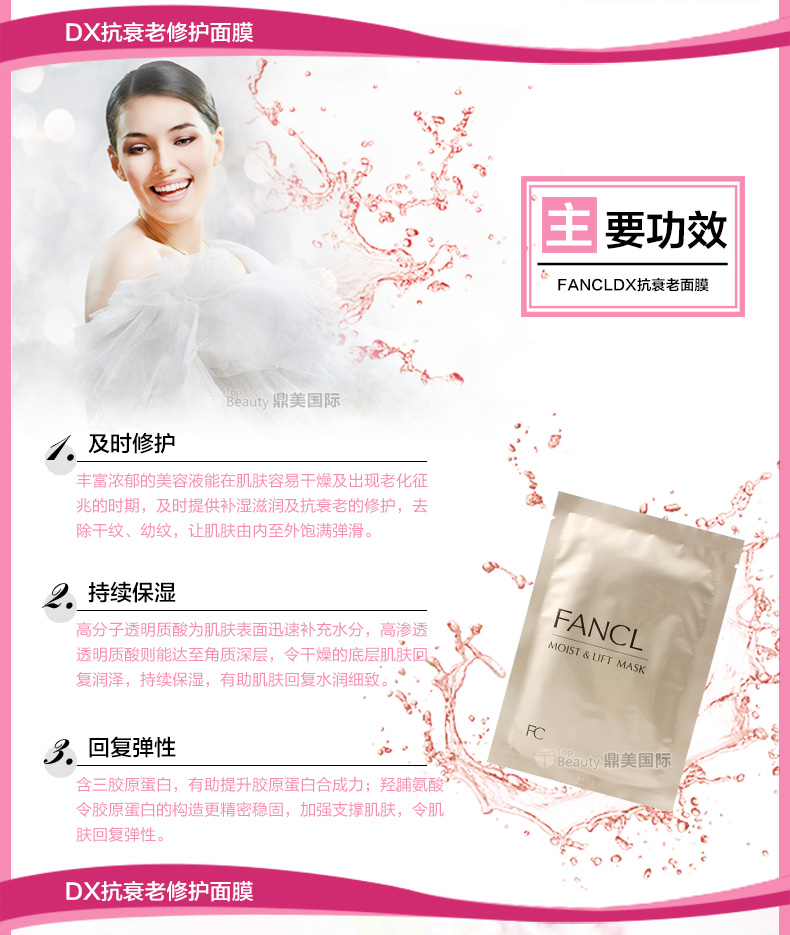 DX抗衰老修护面膜
主要功效
FANCLDX抗衰老面膜
Top
Beauty 鼎美国际
1. 及时修护
丰富浓郁的美容液能在肌肤容易干燥及出现老化征
兆的时期，及时提供补湿滋润及抗衰老的修护，去
除干纹、幼纹，让肌肤由内至外饱满弹滑。
2. 持续保湿
高分子透明质酸为肌肤表面迅速补充水分，高渗透
透明质酸则能达至角质深层，令干燥的底层肌肤回
复润泽，持续保湿，有助肌肤回复水润细致。
FANCL
MOIST & LIFT MASK
FC
Top
Beauty 鼎美国际
3. 回复弹性
含三胶原蛋白，有助提升胶原蛋白合成力；羟脯氨酸
令胶原蛋白的构造更精密稳固，加强支撑肌肤，令肌
肤回复弹性。
DX抗衰老修护面膜